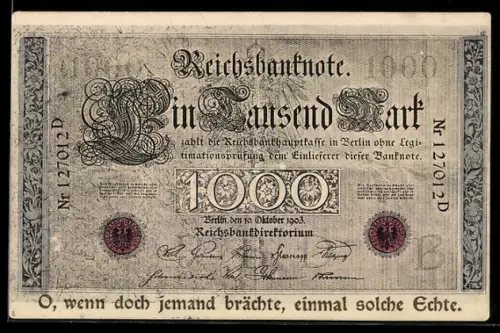 1000
Reichsbanknote.
Ein Tausend Mark
zahlt die Reichsbankhauptkasse in Berlin ohne Legi-
timationsprüfung dem Einlieferer dieser Banknote.
Nr 127012 D
Nr 127012 D
1000
Berlin, den 10. Oktober 1903.
Reichsbankdirektorium
B
O, wenn doch jemand brächte, einmal solche Echte.